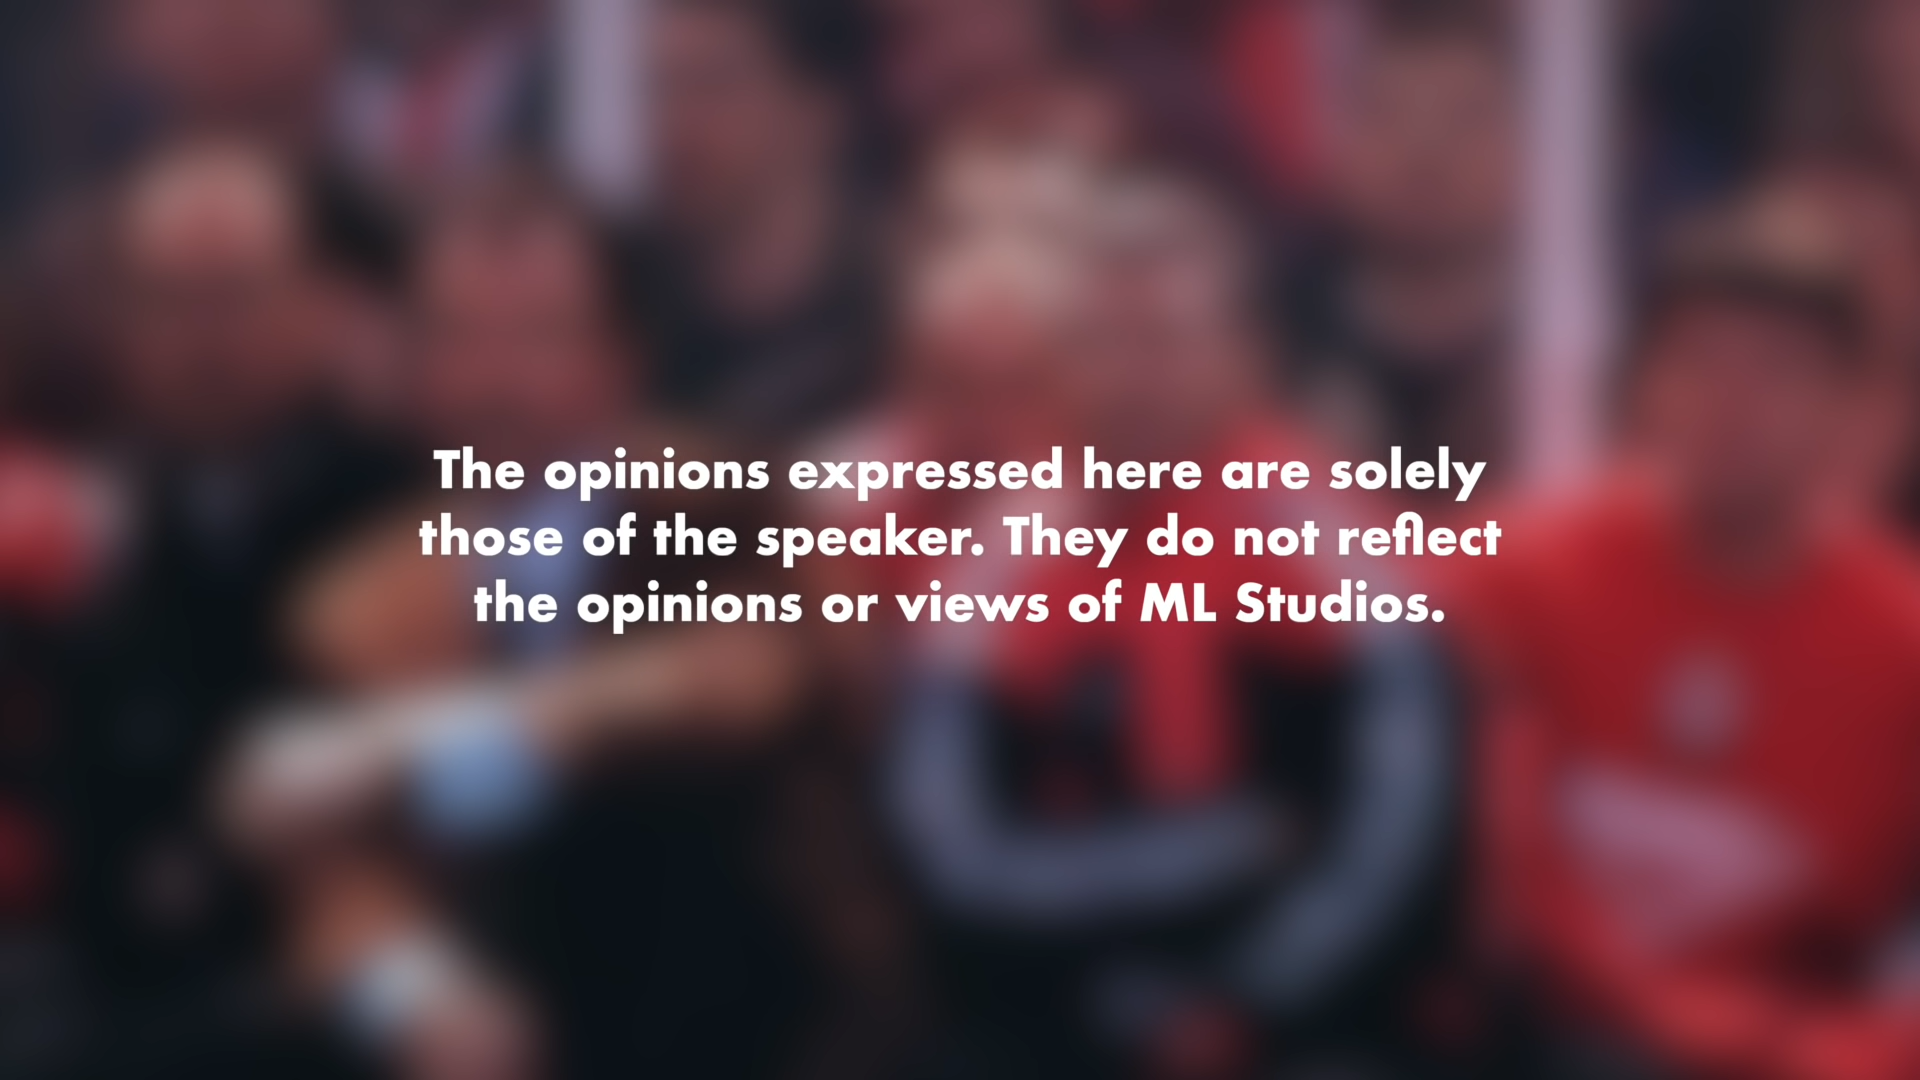 The opinions expressed here are solely
those of the speaker. They do not reflect
the opinions or views of ML Studios.